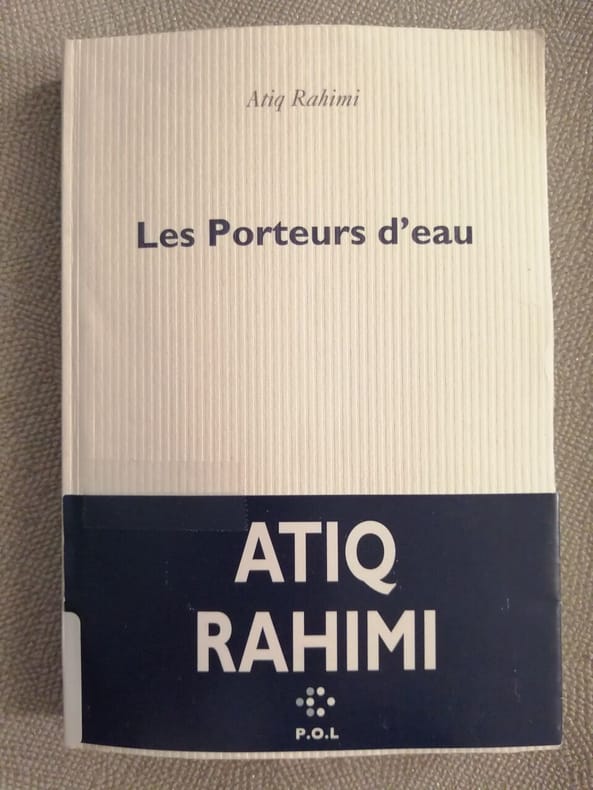 Atiq Rahimi
Les Porteurs d’eau
ATIQ
RAHIMI
P.O.L